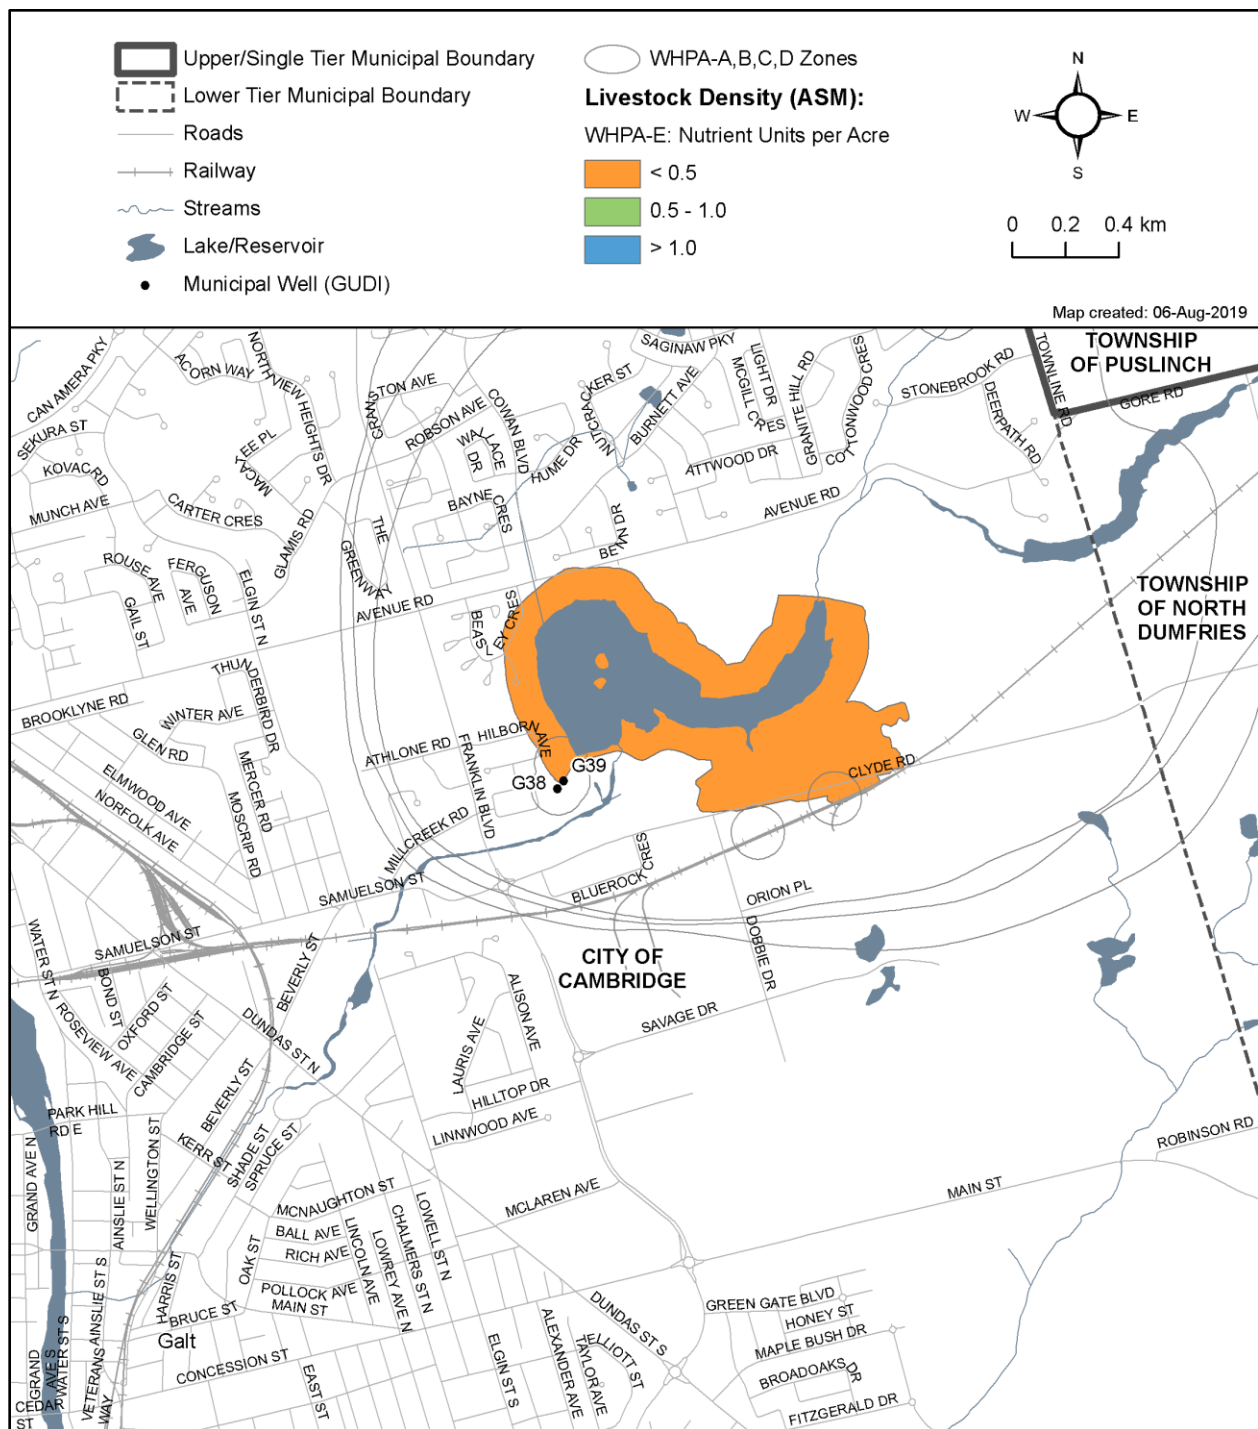 Upper/Single Tier Municipal Boundary
Lower Tier Municipal Boundary
Roads
Railway
Streams
Lake/Reservoir
Municipal Well (GUDI)
WHPA-A,B,C,D Zones
Livestock Density (ASM):
WHPA-E: Nutrient Units per Acre
< 0.5
0.5 - 1.0
> 1.0
N
W
E
S
0 0.2 0.4 km
Map created: 06-Aug-2019
TOWNSHIP
OF PUSLINCH
TOWNLINE RD
GORE RD
CAN AMERA PKY
ACORN WAY
NORTHVIEW HEIGHTS DR
CRANSTON AVE
ROBSON AVE
COWAN BLVD
NUTCRACKER ST
SAGINAW PKY
BURNETT AVE
MCGILL CRES
LIGHT DR
GRANITE HILL RD
COTTONWOOD CRES
STONEBROOK RD
DEERPATH RD
SEKURA ST
KOVAC RD
MACATEE PL
WALLACE DR
HUME DR
ATTWOOD DR
MUNCH AVE
CARTER CRES
GLAMIS RD
THE GREENWAY
BAYNE CRES
BENN DR
AVENUE RD
ROUSE AVE
FERGUSON AVE
GAIL ST
ELGIN ST N
AVENUE RD
BEASLEY CRES
TOWNSHIP
OF NORTH
DUMFRIES
THUNDERBIRD DR
BROOKLYNE RD
WINTER AVE
GLEN RD
MERCER RD
ATHLONE RD
HILBORN AVE
FRANKLIN BLVD
ELMWOOD AVE
NORFOLK AVE
MOSCRIP RD
G39
G38
CLYDE RD
MILLCREEK RD
SAMUELSON ST
BLUEROCK CRES
ORION PL
DOBBIE DR
WATER ST N
SAMUELSON ST
BEVERLY ST
CITY OF
CAMBRIDGE
SAVAGE DR
BOND ST
OXFORD ST
ROSEVIEW AVE
CAMBRIDGE ST
DUNDAS ST N
LAURIS AVE
ALISON AVE
HILLTOP DR
LINNWOOD AVE
PARK HILL
RD E
BEVERLY ST
KERR ST
SHADE ST
SPRUCE ST
GRAND AVE N
AINSLIE ST N
WELLINGTON ST
MCNAUGHTON ST
MCLAREN AVE
MAIN ST
ROBINSON RD
BALL AVE
RICH AVE
LINCOLN AVE
LOWREY AVE N
CHALMERS ST N
LOWELL ST N
OAK ST
POLLOCK AVE
MAIN ST
HARRIS ST
BRUCE ST
Galt
CONCESSION ST
EAST ST
ELGIN ST S
ALEXANDER AVE
TAYLOR AVE
ELLIOTT ST
DUNDAS ST S
GREEN GATE BLVD
HONEY ST
MAPLE BUSH DR
BROADOAKS DR
FITZGERALD DR
GRAND AVE S
WATER ST S
AINSLIE ST S
VETERANS WAY
CEDAR
ST